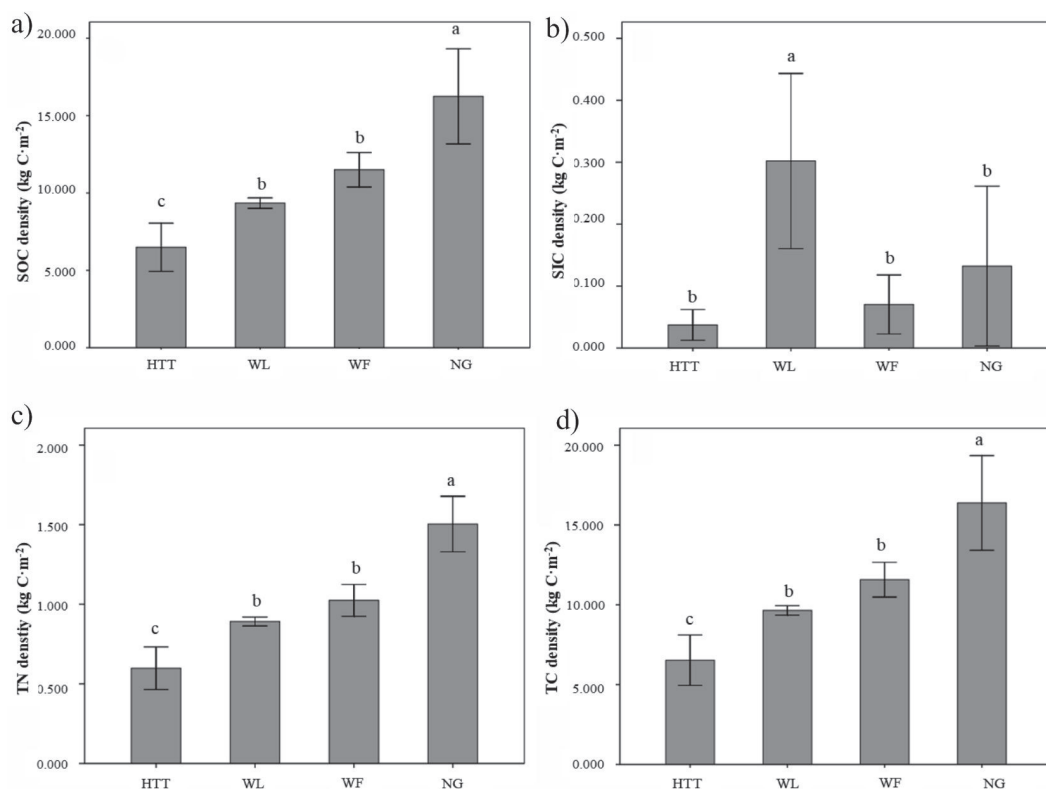 a)
20.000
15.000
10.000
5.000
0.000
SOC density (kg C·m-2)
c
b
b
a
HTT WL WF NG
b)
0.500
0.400
0.300
0.200
0.100
0.000
SIC density (kg C·m-2)
b
a
b
b
HTT WL WF NG
c)
2.000
1.500
1.000
0.500
0.000
TN denstiy (kg C·m-2)
c
b
b
a
HTT WL WF NG
d)
20.000
15.000
10.000
5.000
0.000
TC density (kg C·m-2)
c
b
b
a
HTT WL WF NG